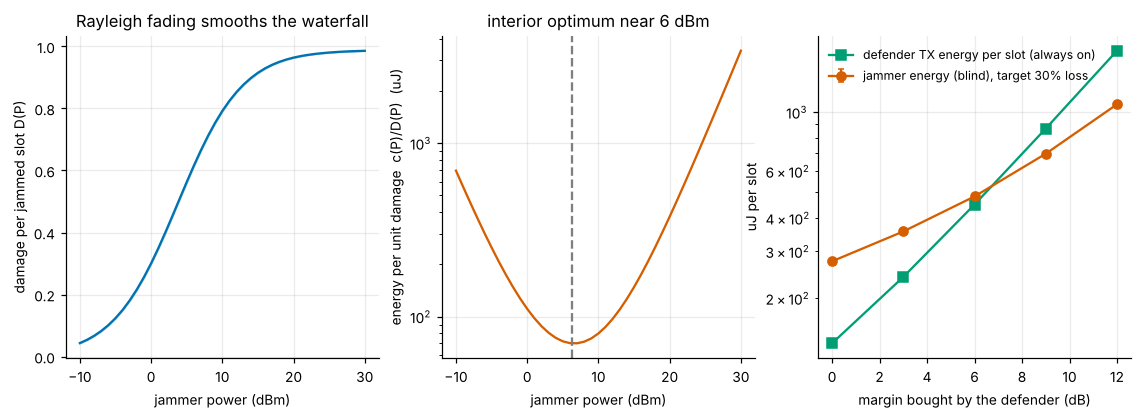 Rayleigh fading smooths the waterfall
damage per jammed slot D(P)
1.0
0.8
0.6
0.4
0.2
0.0
−10
0
10
20
30
jammer power (dBm)
interior optimum near 6 dBm
energy per unit damage c(P)/D(P) (uJ)
10³
10²
−10
0
10
20
30
jammer power (dBm)
defender TX energy per slot (always on)
jammer energy (blind), target 30% loss
uJ per slot
10³
6 × 10²
4 × 10²
3 × 10²
2 × 10²
0
2
4
6
8
10
12
margin bought by the defender (dB)